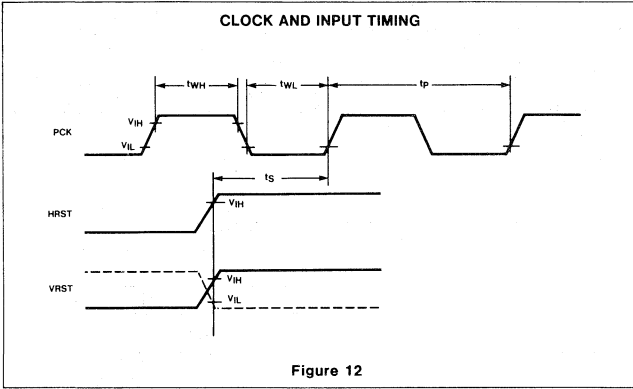 CLOCK AND INPUT TIMING
tWH
tWL
tP
PCK
VIH
VIL
tS
HRST
VIH
VRST
VIH
VIL
Figure 12